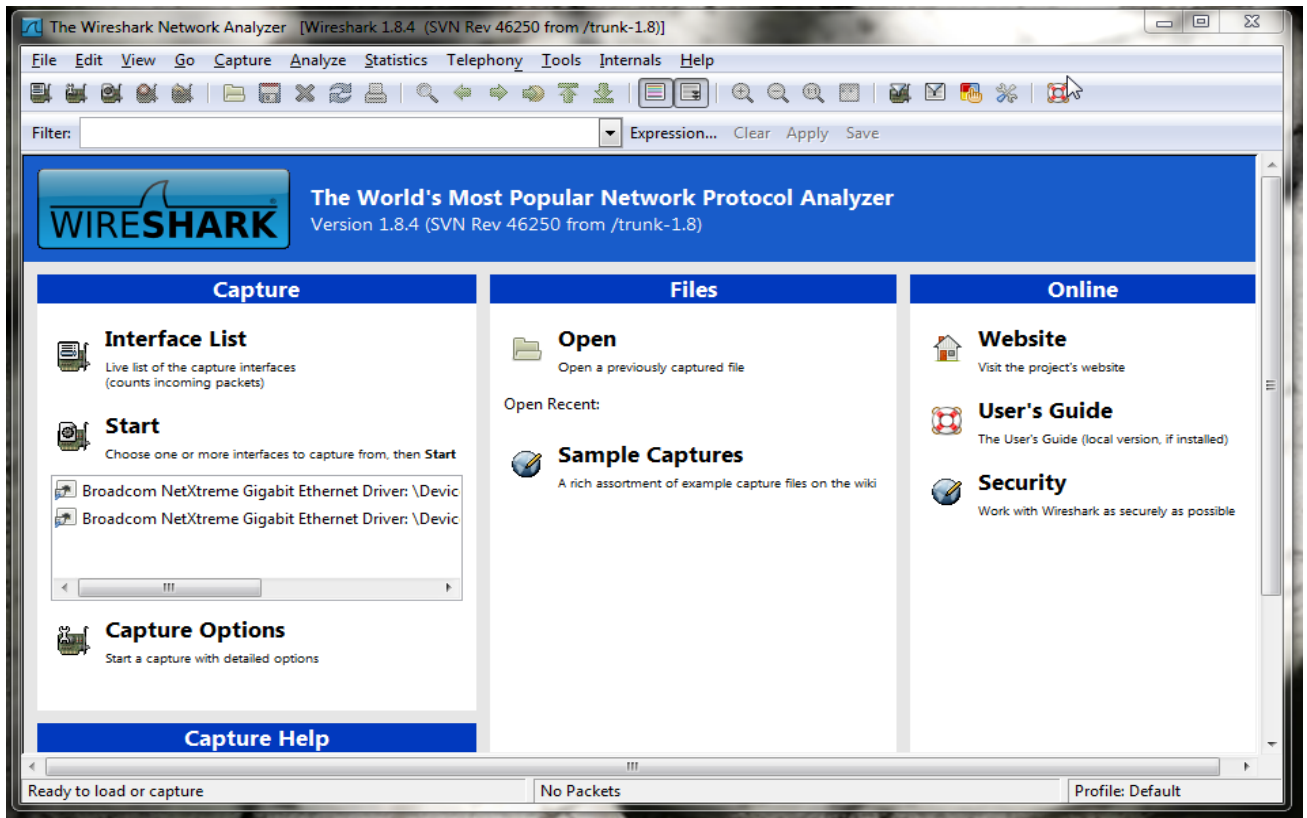 The Wireshark Network Analyzer [Wireshark 1.8.4 (SVN Rev 46250 from /trunk-1.8)]
File Edit View Go Capture Analyze Statistics Telephony Tools Internals Help
Filter: Expression... Clear Apply Save
WIRESHARK
The World's Most Popular Network Protocol Analyzer
Version 1.8.4 (SVN Rev 46250 from /trunk-1.8)
Capture
Interface List
Live list of the capture interfaces
(counts incoming packets)
Start
Choose one or more interfaces to capture from, then Start
Broadcom NetXtreme Gigabit Ethernet Driver: \Devic
Broadcom NetXtreme Gigabit Ethernet Driver: \Devic
Capture Options
Start a capture with detailed options
Capture Help
Files
Open
Open a previously captured file
Open Recent:
Sample Captures
A rich assortment of example capture files on the wiki
Online
Website
Visit the project's website
User's Guide
The User's Guide (local version, if installed)
Security
Work with Wireshark as securely as possible
Ready to load or capture
No Packets
Profile: Default